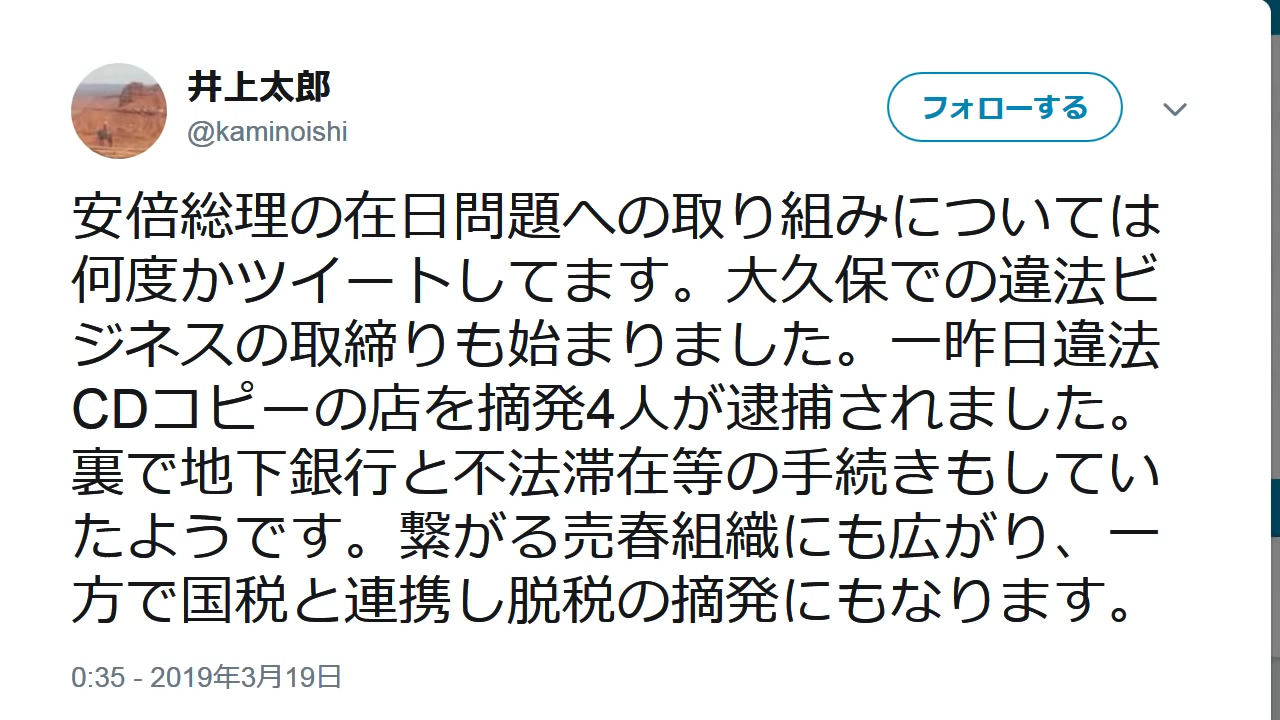 井上太郎
@kaminoishi
フォローする
安倍総理の在日問題への取り組みについては
何度かツイートしてます。大久保での違法ビ
ジネスの取締りも始まりました。一昨日違法
CDコピーの店を摘発4人が逮捕されました。
裏で地下銀行と不法滞在等の手続きもしてい
たようです。繋がる売春組織にも広がり、一
方で国税と連携し脱税の摘発にもなります。
0:35 - 2019年3月19日